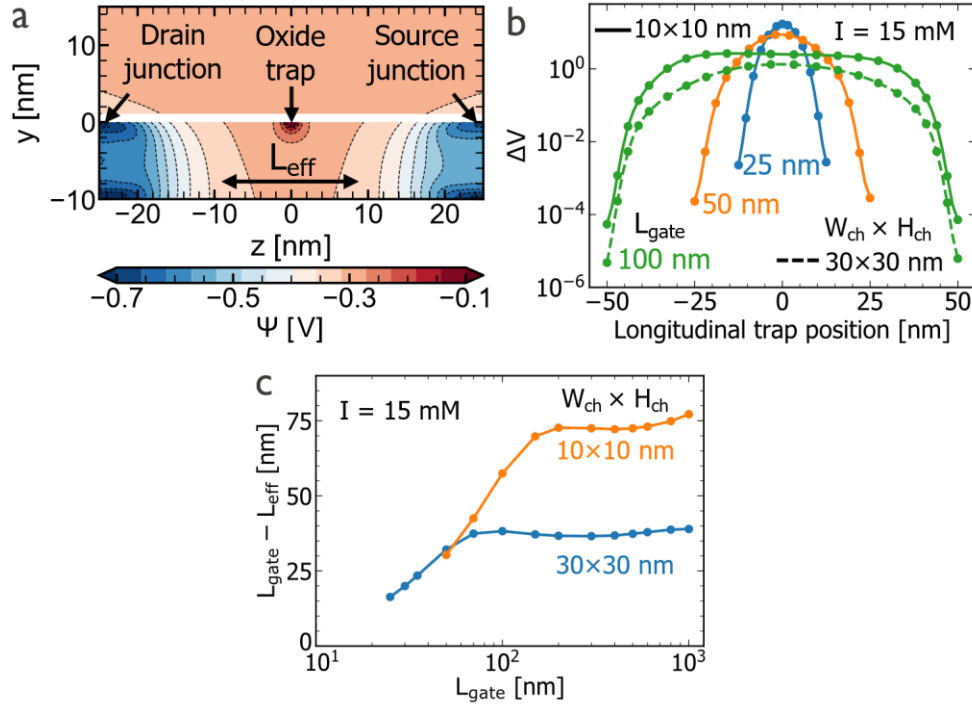 a
Drain junction
Oxide trap
Source junction
L_eff
10
0
−10
y [nm]
−20
−10
0
10
20
z [nm]
−0.7
−0.5
−0.3
−0.1
Ψ [V]
b
10×10 nm
I = 15 mM
25 nm
50 nm
L_gate
100 nm
W_ch × H_ch
30×30 nm
10^0
10^−2
10^−4
10^−6
ΔV
−50
−25
0
25
50
Longitudinal trap position [nm]
c
I = 15 mM
W_ch × H_ch
10×10 nm
30×30 nm
75
50
25
0
L_gate − L_eff [nm]
10^1
10^2
10^3
L_gate [nm]